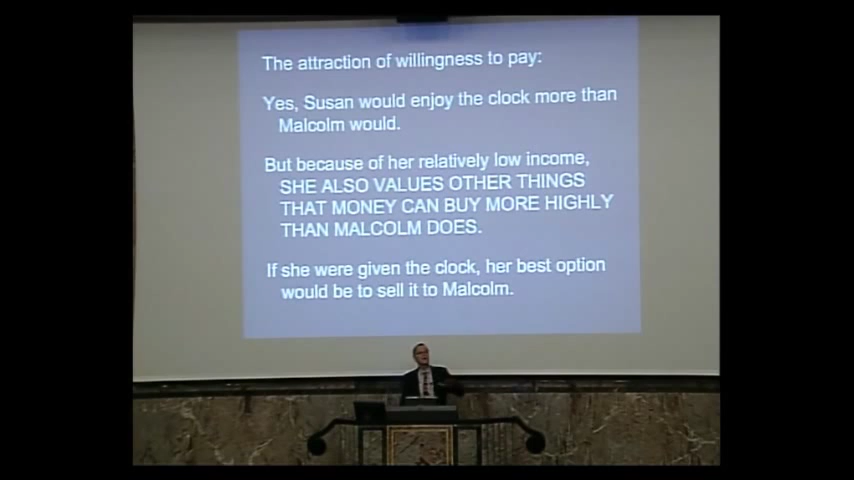 The attraction of willingness to pay:
Yes, Susan would enjoy the clock more than
Malcolm would.
But because of her relatively low income,
SHE ALSO VALUES OTHER THINGS
THAT MONEY CAN BUY MORE HIGHLY
THAN MALCOLM DOES.
If she were given the clock, her best option
would be to sell it to Malcolm.